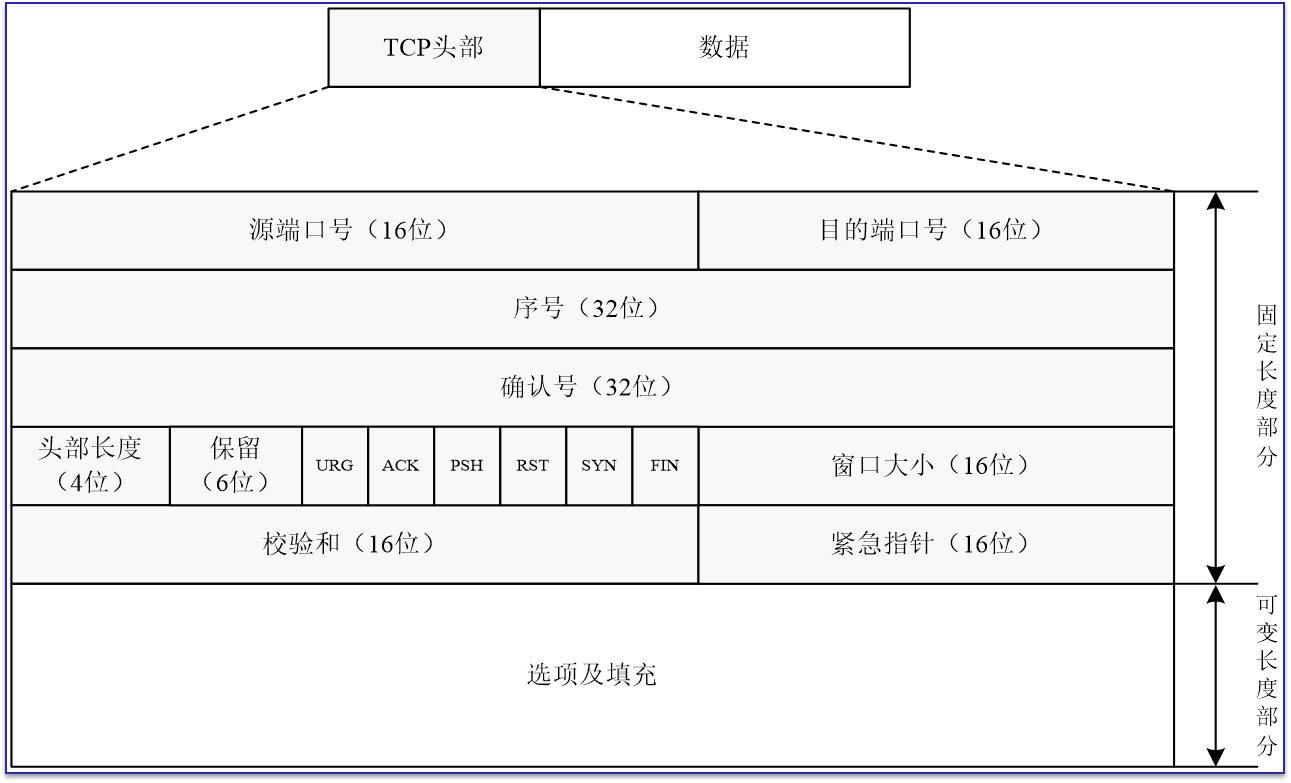 TCP头部
数据
源端口号（16位）
目的端口号（16位）
序号（32位）
确认号（32位）
头部长度
（4位）
保留
（6位）
URG
ACK
PSH
RST
SYN
FIN
窗口大小（16位）
校验和（16位）
紧急指针（16位）
固定长度部分
选项及填充
可变长度部分